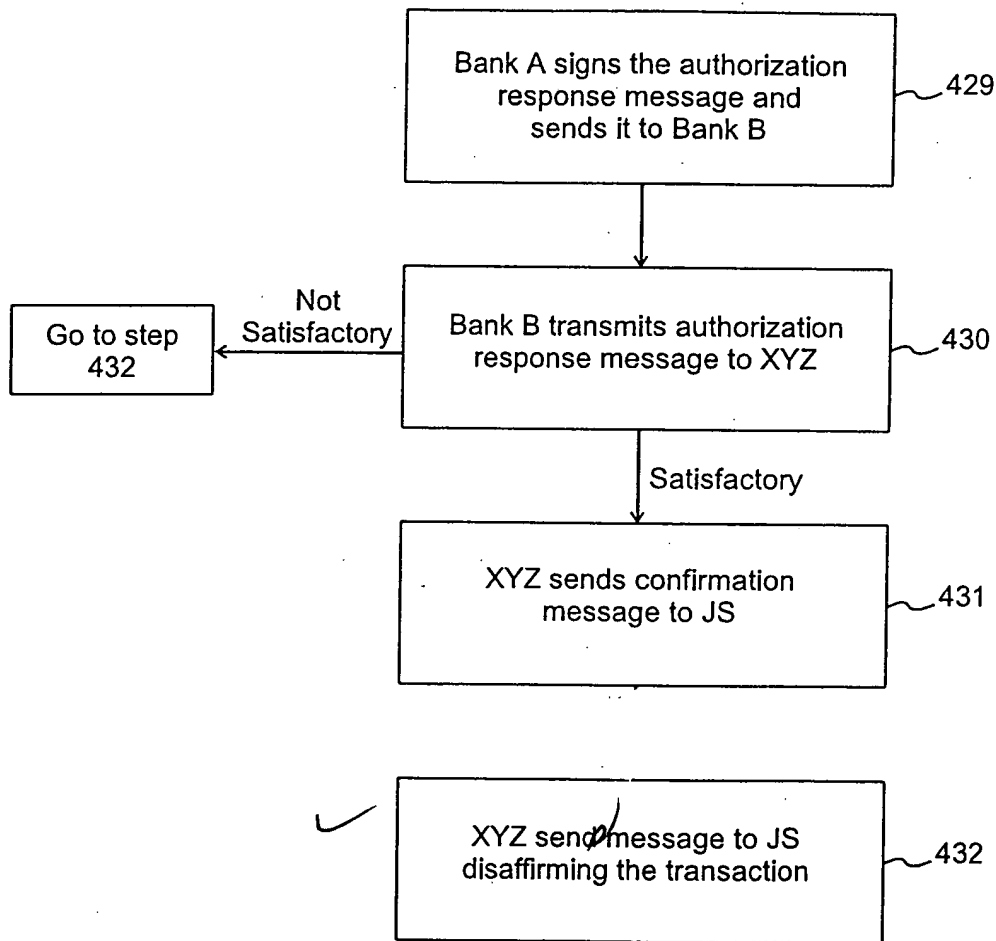 Bank A signs the authorization
response message and
sends it to Bank B
429
Not
Satisfactory
Go to step
432
Bank B transmits authorization
response message to XYZ
430
Satisfactory
XYZ sends confirmation
message to JS
431
XYZ send message to JS
disaffirming the transaction
432